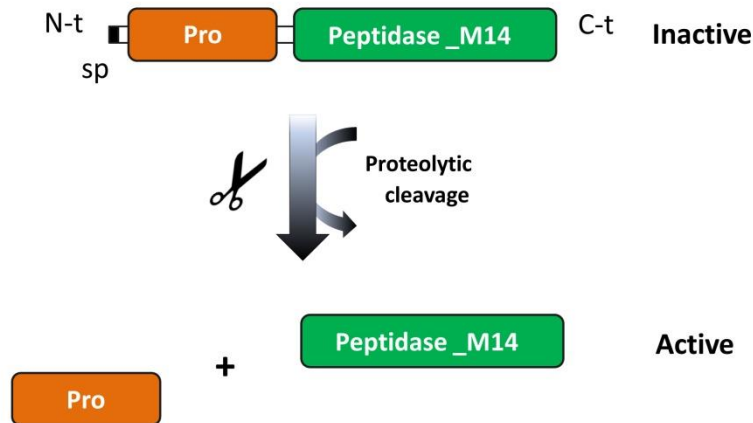 N-t
sp
Pro
Peptidase _M14
C-t
Inactive
Proteolytic
cleavage
Peptidase _M14
Active
+
Pro